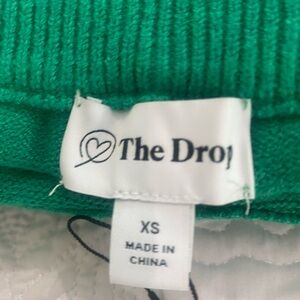 The Drop
XS
MADE IN
CHINA